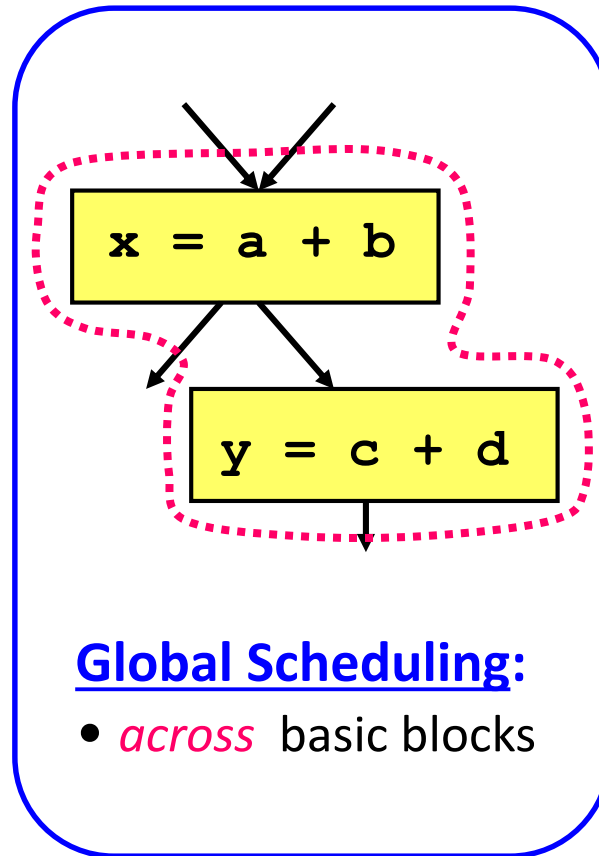 x = a + b
y = c + d
Global Scheduling:
• across basic blocks